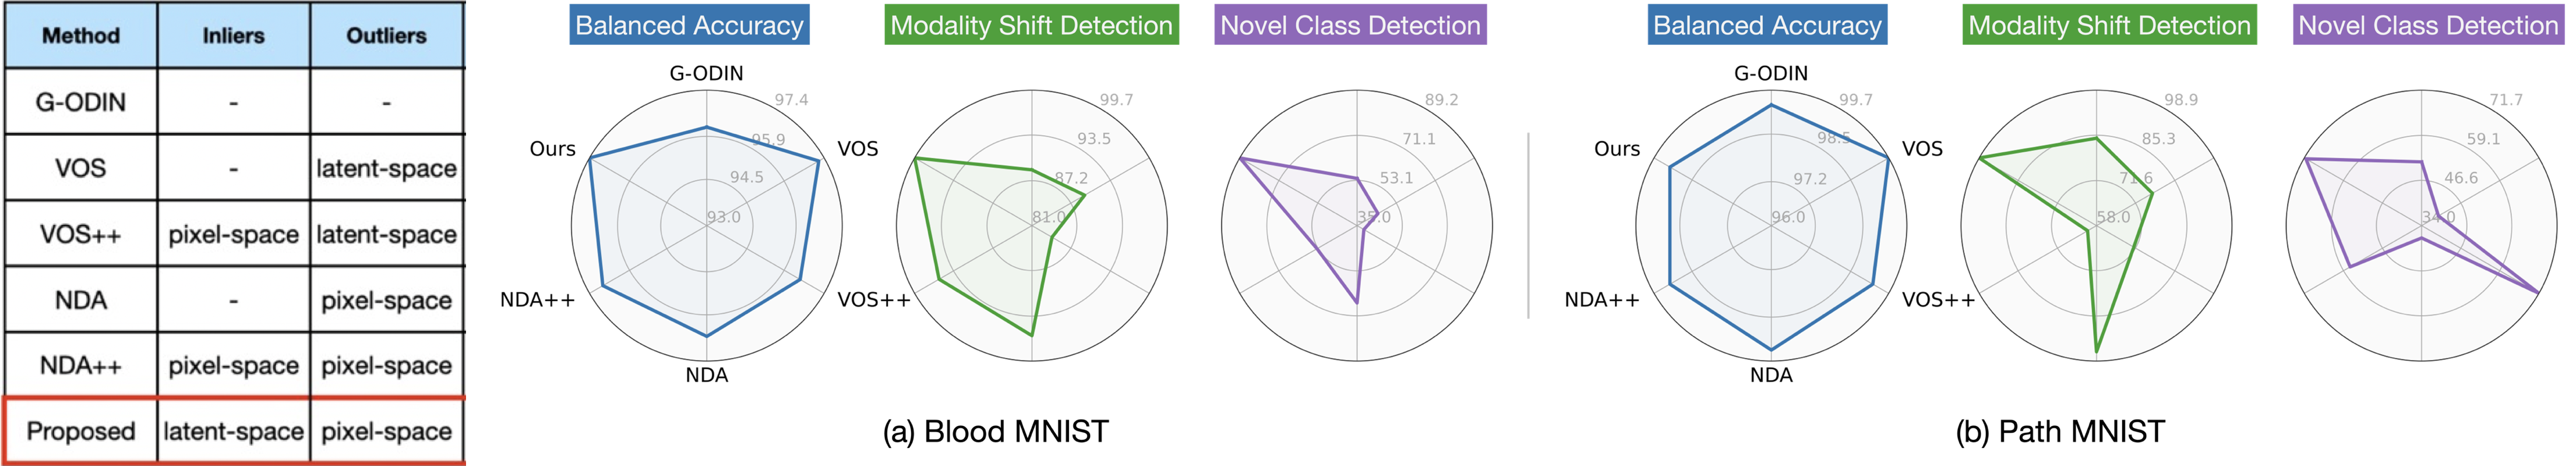 Method Inliers Outliers
G-ODIN - -
VOS - latent-space
VOS++ pixel-space latent-space
NDA - pixel-space
NDA++ pixel-space pixel-space
Proposed latent-space pixel-space
Balanced Accuracy
G-ODIN
97.4
95.9
94.5
93.0
Ours
VOS
NDA++
VOS++
NDA
Modality Shift Detection
99.7
93.5
87.2
81.0
Novel Class Detection
89.2
71.1
53.1
35.0
(a) Blood MNIST
Balanced Accuracy
G-ODIN
99.7
98.5
97.2
96.0
Ours
VOS
NDA++
VOS++
NDA
Modality Shift Detection
98.9
85.3
71.6
58.0
Novel Class Detection
71.7
59.1
46.6
34.0
(b) Path MNIST